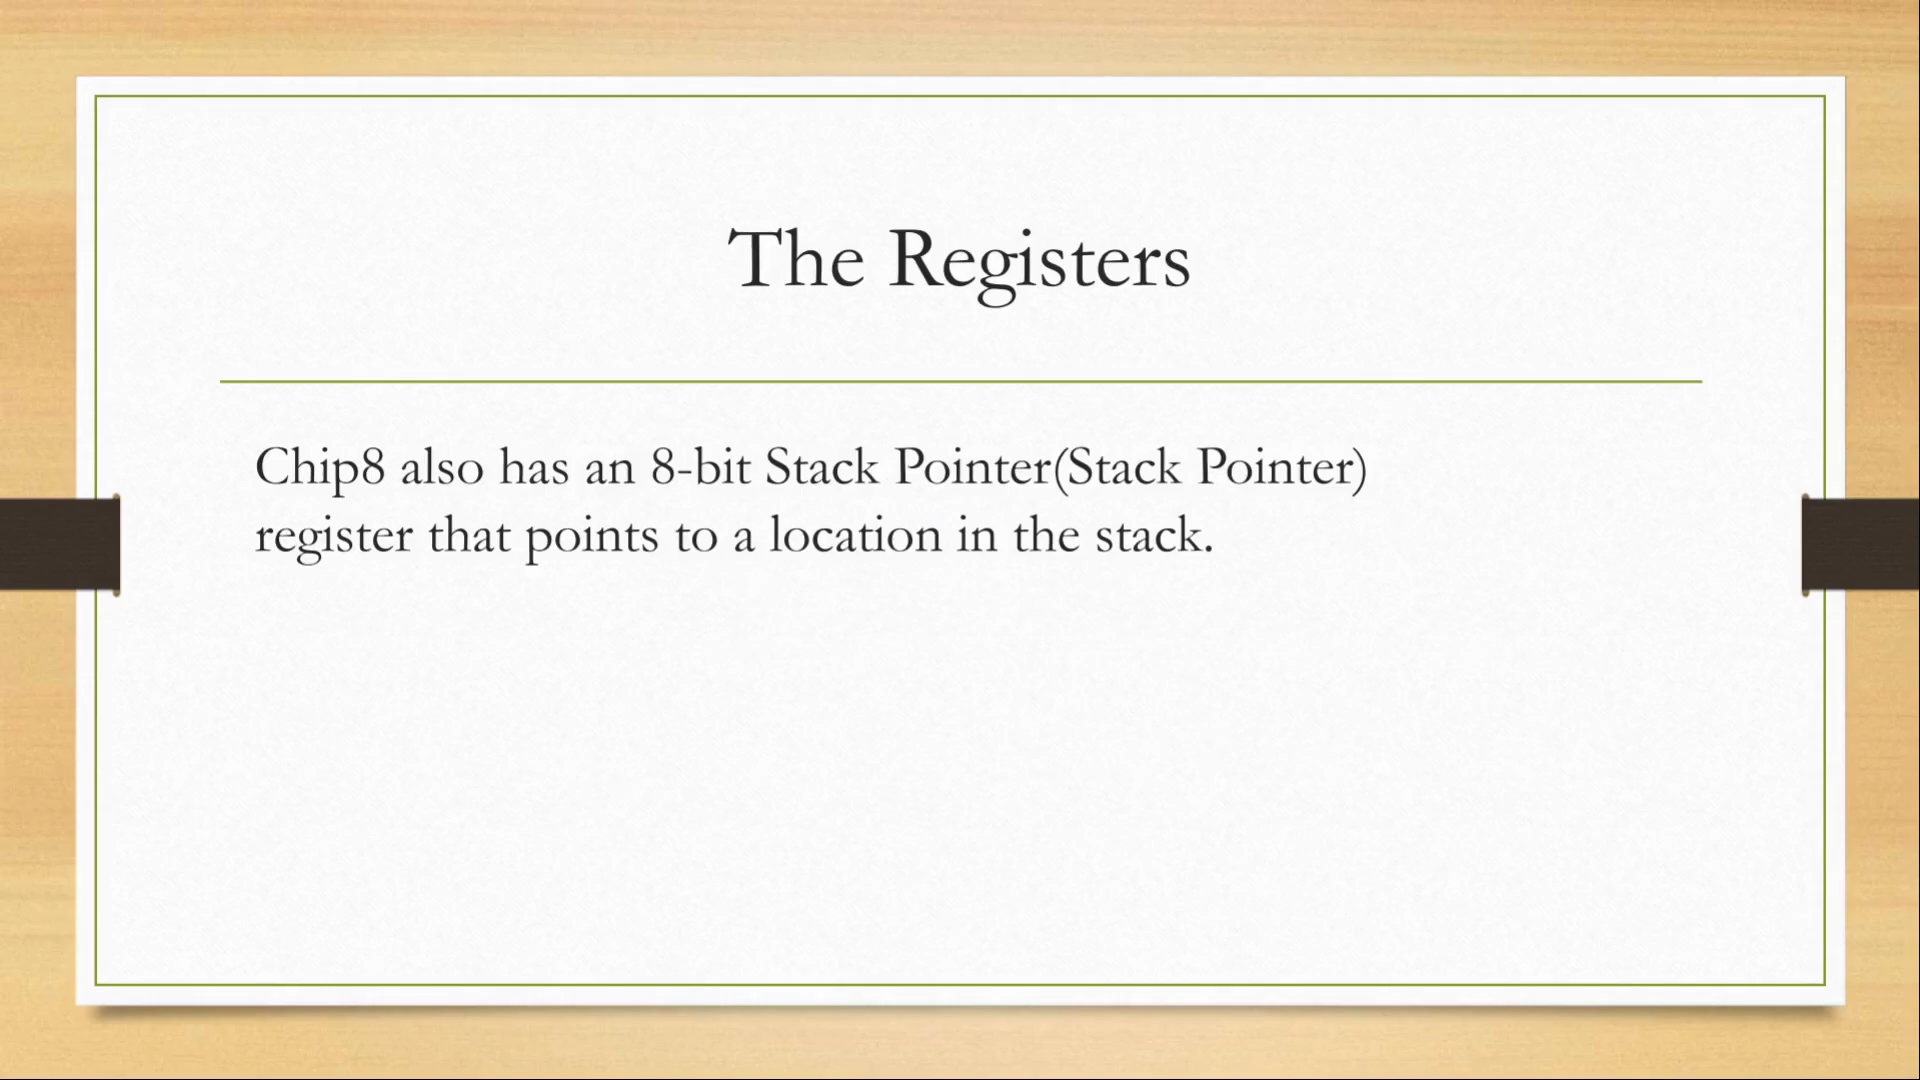 The Registers
Chip8 also has an 8-bit Stack Pointer(Stack Pointer)
register that points to a location in the stack.